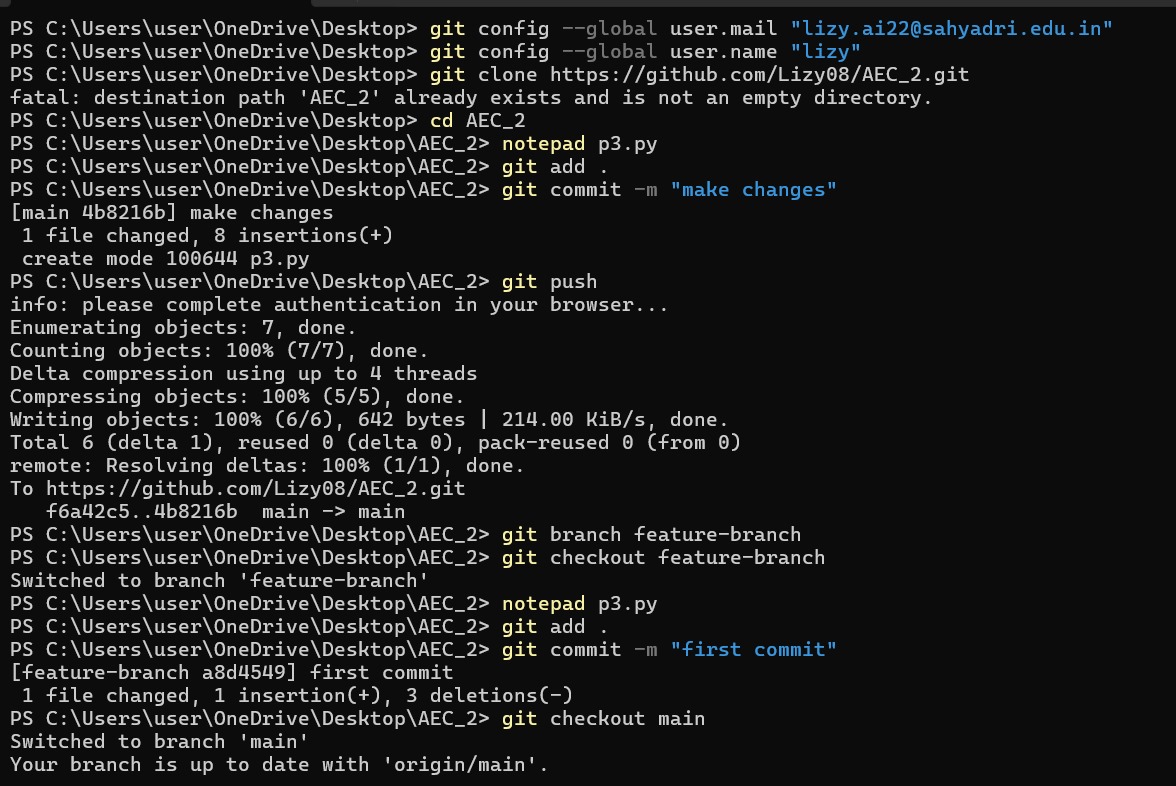 PS C:\Users\user\OneDrive\Desktop> git config --global user.mail "lizy.ai22@sahyadri.edu.in"
PS C:\Users\user\OneDrive\Desktop> git config --global user.name "lizy"
PS C:\Users\user\OneDrive\Desktop> git clone https://github.com/Lizy08/AEC_2.git
fatal: destination path 'AEC_2' already exists and is not an empty directory.
PS C:\Users\user\OneDrive\Desktop> cd AEC_2
PS C:\Users\user\OneDrive\Desktop\AEC_2> notepad p3.py
PS C:\Users\user\OneDrive\Desktop\AEC_2> git add .
PS C:\Users\user\OneDrive\Desktop\AEC_2> git commit -m "make changes"
[main 4b8216b] make changes
 1 file changed, 8 insertions(+)
 create mode 100644 p3.py
PS C:\Users\user\OneDrive\Desktop\AEC_2> git push
info: please complete authentication in your browser...
Enumerating objects: 7, done.
Counting objects: 100% (7/7), done.
Delta compression using up to 4 threads
Compressing objects: 100% (5/5), done.
Writing objects: 100% (6/6), 642 bytes | 214.00 KiB/s, done.
Total 6 (delta 1), reused 0 (delta 0), pack-reused 0 (from 0)
remote: Resolving deltas: 100% (1/1), done.
To https://github.com/Lizy08/AEC_2.git
   f6a42c5..4b8216b  main -> main
PS C:\Users\user\OneDrive\Desktop\AEC_2> git branch feature-branch
PS C:\Users\user\OneDrive\Desktop\AEC_2> git checkout feature-branch
Switched to branch 'feature-branch'
PS C:\Users\user\OneDrive\Desktop\AEC_2> notepad p3.py
PS C:\Users\user\OneDrive\Desktop\AEC_2> git add .
PS C:\Users\user\OneDrive\Desktop\AEC_2> git commit -m "first commit"
[feature-branch a8d4549] first commit
 1 file changed, 1 insertion(+), 3 deletions(-)
PS C:\Users\user\OneDrive\Desktop\AEC_2> git checkout main
Switched to branch 'main'
Your branch is up to date with 'origin/main'.